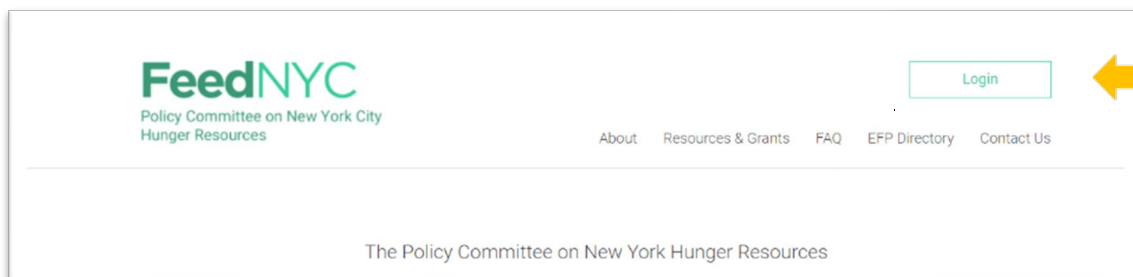 FeedNYC
Policy Committee on New York City
Hunger Resources
Login
About Resources & Grants FAQ EFP Directory Contact Us
The Policy Committee on New York Hunger Resources